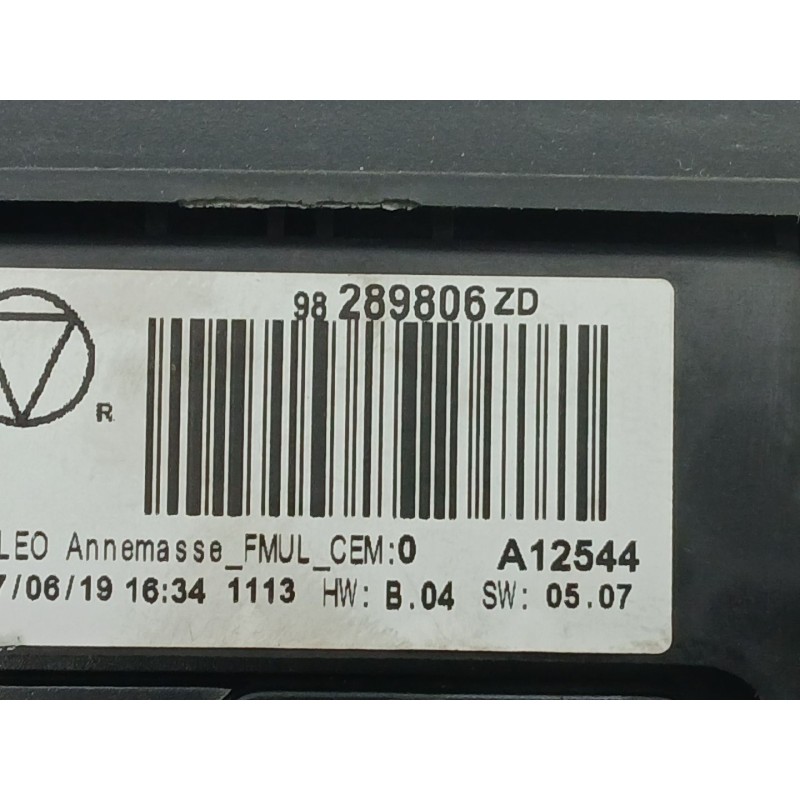 98 289806 ZD
R
LEO Annemasse_FMUL_CEM:0 A12544
7/06/19 16:34 1113 HW: B.04 SW: 05.07